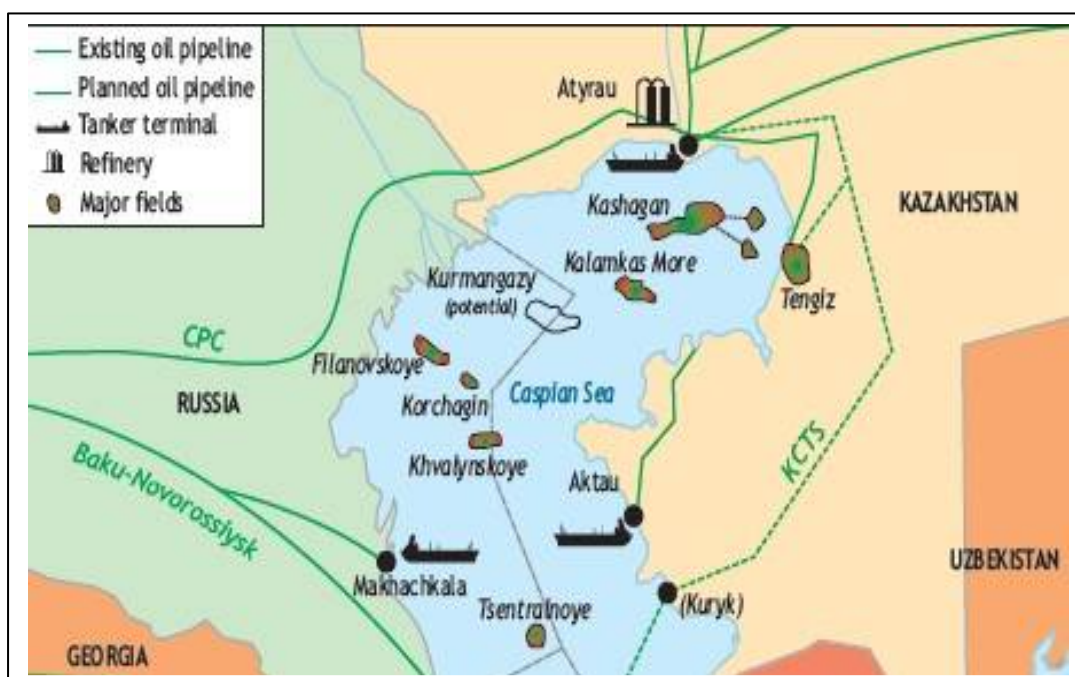 Existing oil pipeline
Planned oil pipeline
Tanker terminal
Refinery
Major fields
Atyrau
KAZAKHSTAN
Kashagan
Kalamkas More
Tengiz
Kurmangazy
(potential)
CPC
Filanovskoye
Korchagin
Caspian Sea
RUSSIA
Khvalynskoye
KCTS
Baku-Novorossiysk
Aktau
Makhachkala
UZBEKISTAN
(Kuryk)
Tsentralnoye
GEORGIA